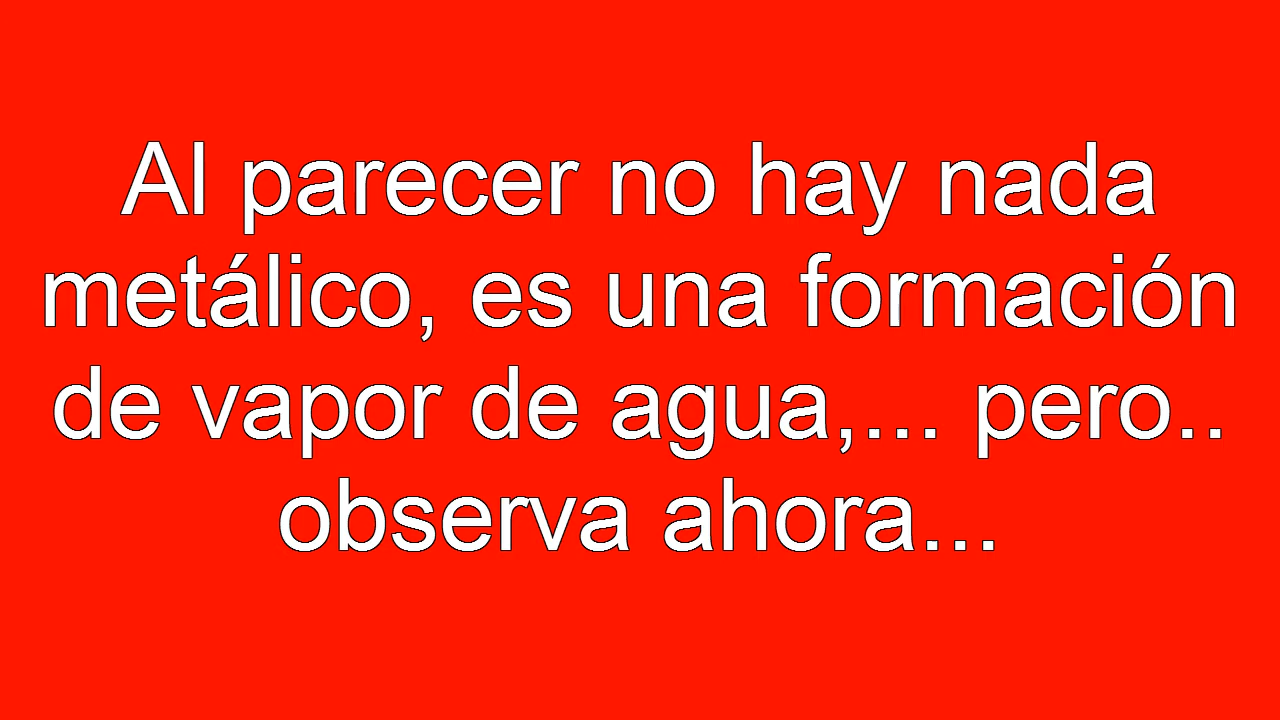 Al parecer no hay nada
metálico, es una formación
de vapor de agua,... pero..
observa ahora...